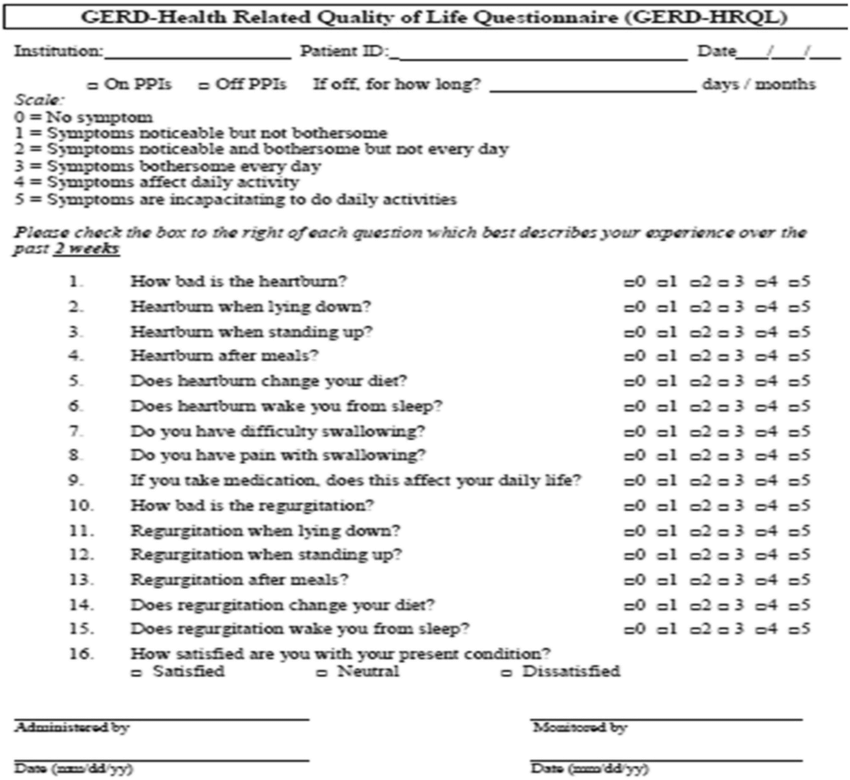 GERD-Health Related Quality of Life Questionnaire (GERD-HRQL)
Institution:____________________ Patient ID:_______________________________ Date___/___/___
□ On PPIs □ Off PPIs If off, for how long? ______________________ days / months
Scale:
0 = No symptom
1 = Symptoms noticeable but not bothersome
2 = Symptoms noticeable and bothersome but not every day
3 = Symptoms bothersome every day
4 = Symptoms affect daily activity
5 = Symptoms are incapacitating to do daily activities
Please check the box to the right of each question which best describes your experience over the
past 2 weeks
1. How bad is the heartburn? □0 □1 □2 □ 3 □4 □5
2. Heartburn when lying down? □0 □1 □2 □ 3 □4 □5
3. Heartburn when standing up? □0 □1 □2 □ 3 □4 □5
4. Heartburn after meals? □0 □1 □2 □ 3 □4 □5
5. Does heartburn change your diet? □0 □1 □2 □ 3 □4 □5
6. Does heartburn wake you from sleep? □0 □1 □2 □ 3 □4 □5
7. Do you have difficulty swallowing? □0 □1 □2 □ 3 □4 □5
8. Do you have pain with swallowing? □0 □1 □2 □ 3 □4 □5
9. If you take medication, does this affect your daily life? □0 □1 □2 □ 3 □4 □5
10. How bad is the regurgitation? □0 □1 □2 □ 3 □4 □5
11. Regurgitation when lying down? □0 □1 □2 □ 3 □4 □5
12. Regurgitation when standing up? □0 □1 □2 □ 3 □4 □5
13. Regurgitation after meals? □0 □1 □2 □ 3 □4 □5
14. Does regurgitation change your diet? □0 □1 □2 □ 3 □4 □5
15. Does regurgitation wake you from sleep? □0 □1 □2 □ 3 □4 □5
16. How satisfied are you with your present condition?
□ Satisfied □ Neutral □ Dissatisfied
Administered by Monitored by
Date (mm/dd/yy) Date (mm/dd/yy)